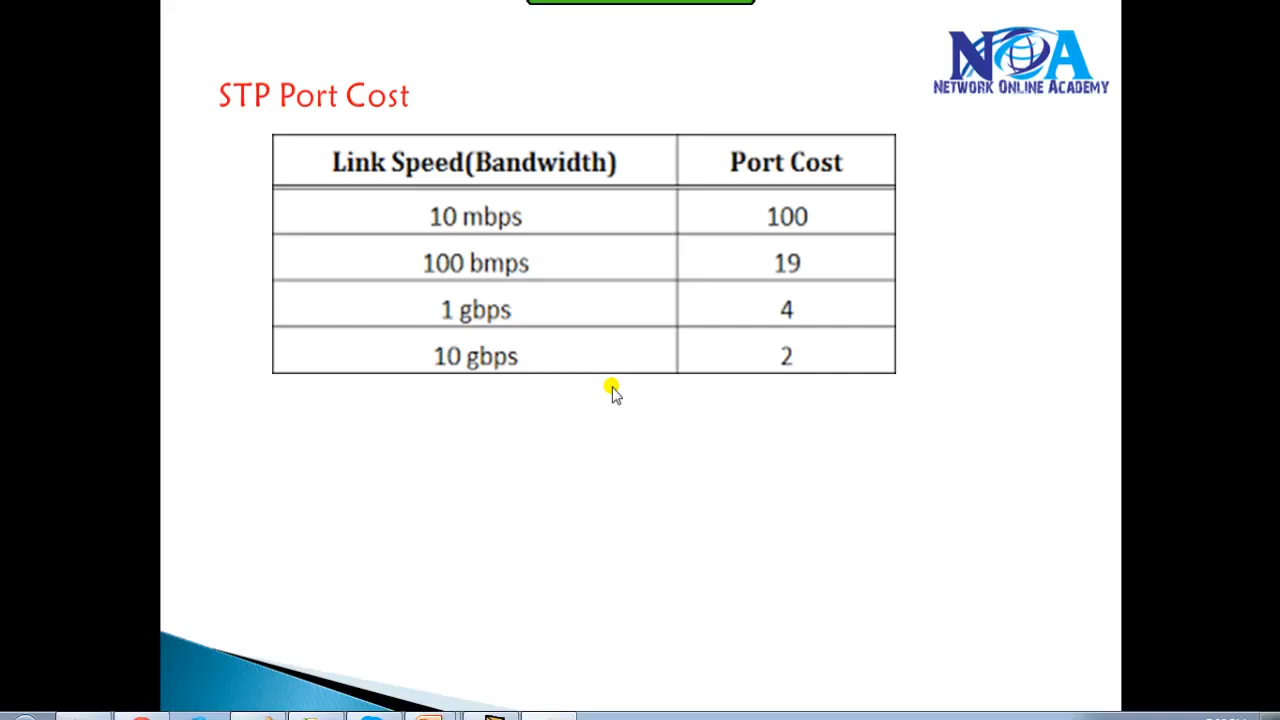 NOA
NETWORK ONLINE ACADEMY
STP Port Cost
Link Speed(Bandwidth) Port Cost
10 mbps 100
100 bmps 19
1 gbps 4
10 gbps 2